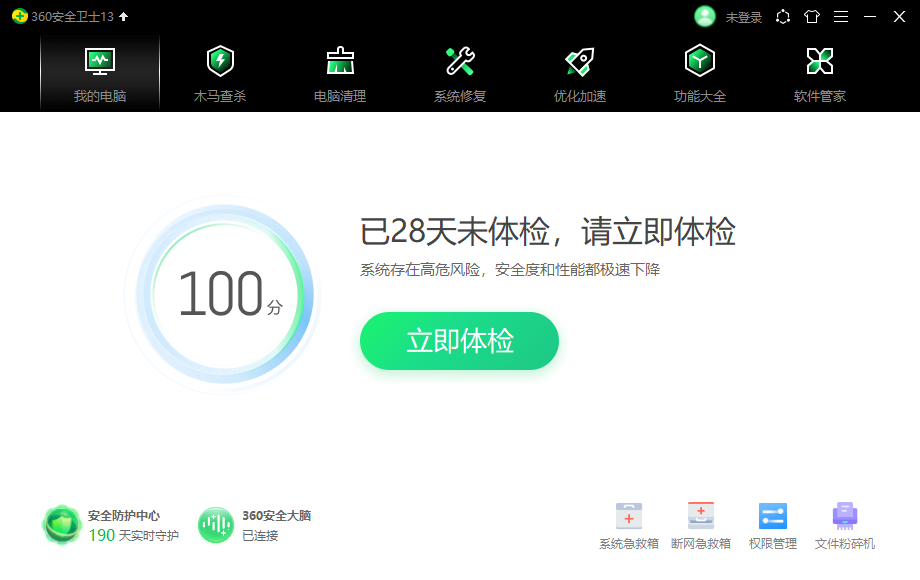 360安全卫士13
未登录
我的电脑
木马查杀
电脑清理
系统修复
优化加速
功能大全
软件管家
100分
已28天未体检，请立即体检
系统存在高危风险，安全度和性能都极速下降
立即体检
安全防护中心
190 天实时守护
360安全大脑
已连接
系统急救箱
断网急救箱
权限管理
文件粉碎机